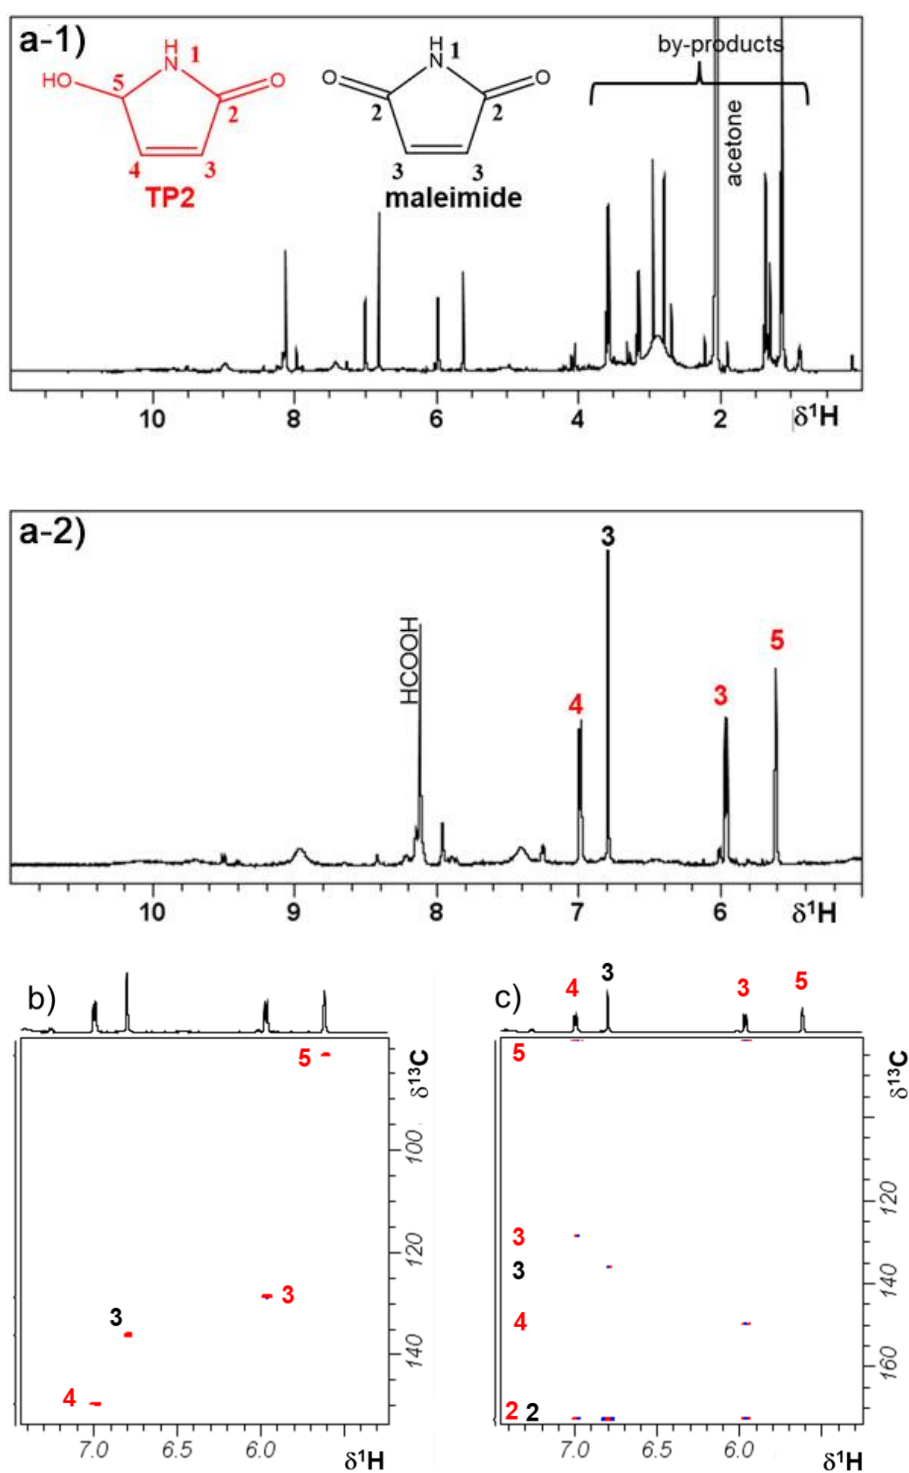 a-1)
by-products
H
N 1
HO 5 O
2
4 3
TP2
H
N 1
O O
2 2
3 3
maleimide
acetone
10 8 6 4 2 δ¹H
a-2)
3
HCOOH
5
4
3
10 9 8 7 6 δ¹H
b)
5
3
3
4
δ¹³C
100
120
140
7.0 6.5 6.0
δ¹H
c)
4 3 3 5
5
3
3
4
2 2
δ¹³C
120
140
160
7.0 6.5 6.0
δ¹H